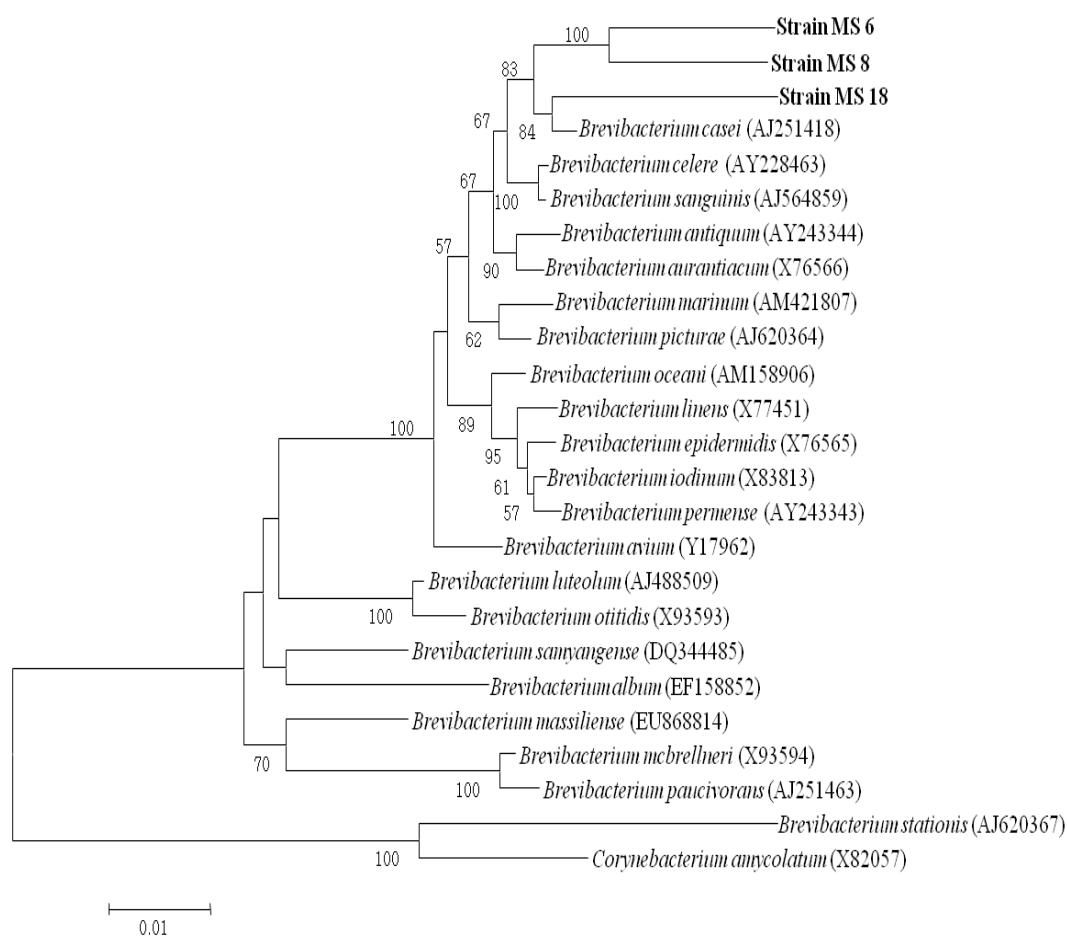 100
Strain MS 6
Strain MS 8
83
Strain MS 18
67
84
Brevibacterium casei (AJ251418)
Brevibacterium celere (AY228463)
67
100
Brevibacterium sanguinis (AJ564859)
Brevibacterium antiquum (AY243344)
57
90
Brevibacterium aurantiacum (X76566)
Brevibacterium marinum (AM421807)
62
Brevibacterium picturae (AJ620364)
Brevibacterium oceani (AM158906)
Brevibacterium linens (X77451)
100
89
Brevibacterium epidermidis (X76565)
95
Brevibacterium iodinum (X83813)
61
57
Brevibacterium permense (AY243343)
Brevibacterium avium (Y17962)
Brevibacterium luteolum (AJ488509)
100
Brevibacterium otitidis (X93593)
Brevibacterium samyangense (DQ344485)
Brevibacterium album (EF158852)
Brevibacterium massiliense (EU868814)
70
Brevibacterium mcbrellneri (X93594)
100
Brevibacterium paucivorans (AJ251463)
Brevibacterium stationis (AJ620367)
100
Corynebacterium amycolatum (X82057)
0.01